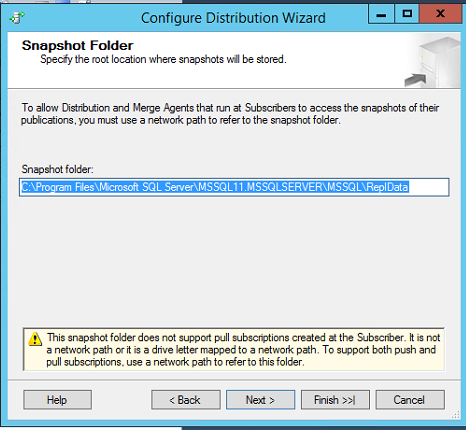 Configure Distribution Wizard
Snapshot Folder
Specify the root location where snapshots will be stored.
To allow Distribution and Merge Agents that run at Subscribers to access the snapshots of their
publications, you must use a network path to refer to the snapshot folder.
Snapshot folder:
C:\Program Files\Microsoft SQL Server\MSSQL11.MSSQLSERVER\MSSQL\ReplData
This snapshot folder does not support pull subscriptions created at the Subscriber. It is not
a network path or it is a drive letter mapped to a network path. To support both push and
pull subscriptions, use a network path to refer to this folder.
Help
< Back
Next >
Finish >>|
Cancel